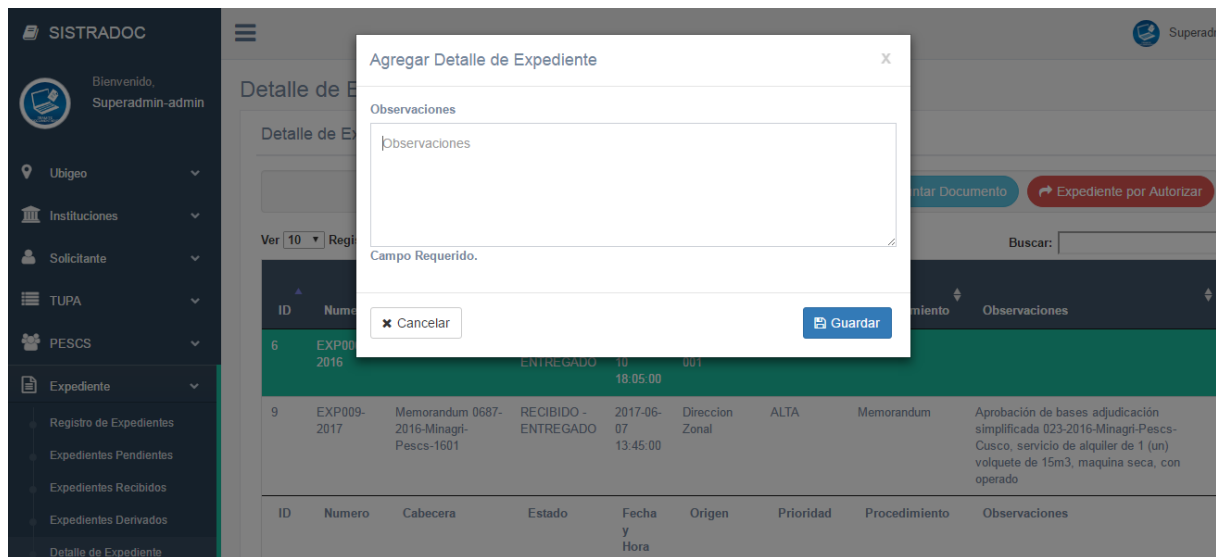 SISTRADOC
Superadm
Bienvenido,
Superadmin-admin
Ubigeo
Instituciones
Solicitante
TUPA
PESCS
Expediente
Registro de Expedientes
Expedientes Pendientes
Expedientes Recibidos
Expedientes Derivados
Detalle de Expediente
Detalle de E
Detalle de Ex
Agregar Detalle de Expediente X
Observaciones
Observaciones
Campo Requerido.
Cancelar
Guardar
ntar Documento
Expediente por Autorizar
Ver 10 Regi
Buscar:
ID Nume miento Observaciones
6 EXP00 2016 ENTREGADO 10 18:05:00 001
9
EXP009-
2017
Memorandum 0687-
2016-Minagri-
Pescs-1601
RECIBIDO -
ENTREGADO
2017-06-
07
13:45:00
Direccion
Zonal
ALTA
Memorandum
Aprobación de bases adjudicación
simplificada 023-2016-Minagri-Pescs-
Cusco, servicio de alquiler de 1 (un)
volquete de 15m3, maquina seca, con
operado
ID Numero Cabecera Estado Fecha y Hora Origen Prioridad Procedimiento Observaciones